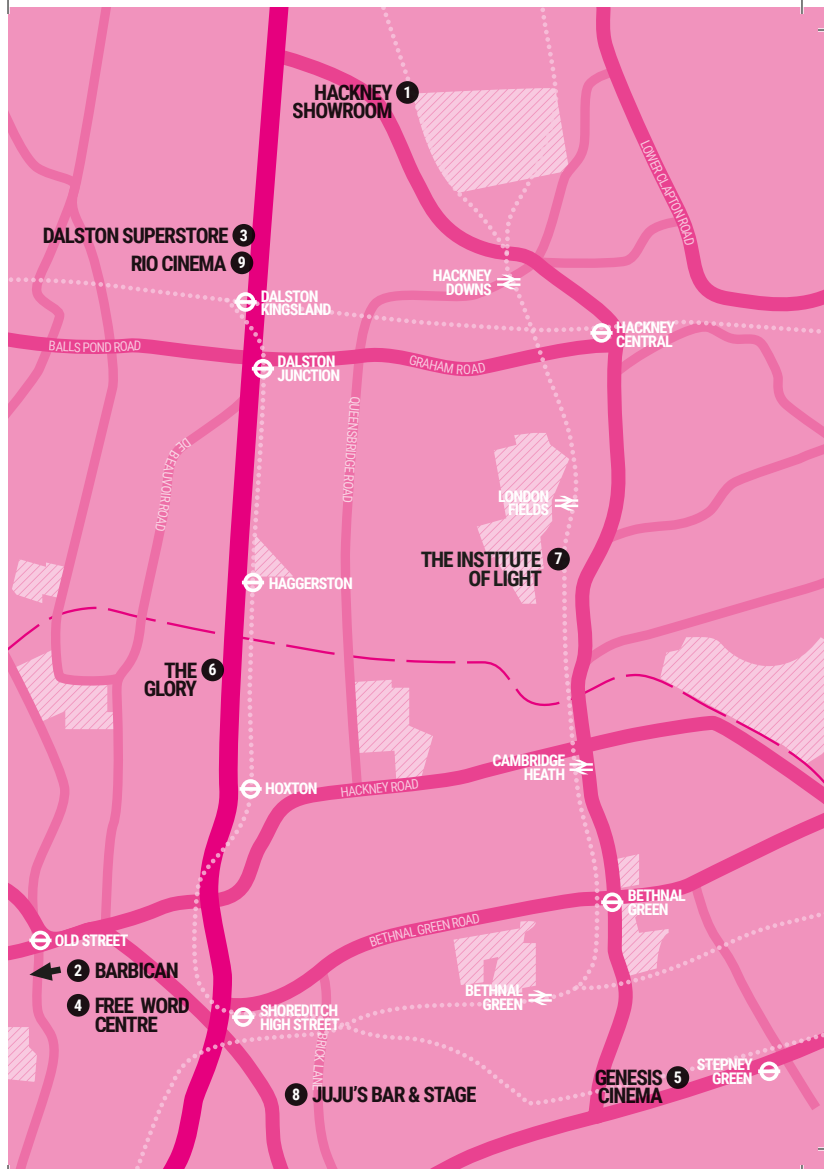 HACKNEY 1
SHOWROOM
LOWER CLAPTON ROAD
DALSTON SUPERSTORE 3
RIO CINEMA 9
HACKNEY
DOWNS
DALSTON
KINGSLAND
HACKNEY
CENTRAL
BALLS POND ROAD
DALSTON
JUNCTION
GRAHAM ROAD
QUEENSBRIDGE ROAD
DE BEAUVOIR ROAD
LONDON
FIELDS
THE INSTITUTE 7
OF LIGHT
HAGGERSTON
THE 6
GLORY
CAMBRIDGE
HEATH
HOXTON
HACKNEY ROAD
BETHNAL
GREEN
BETHNAL GREEN ROAD
OLD STREET
2 BARBICAN
4 FREE WORD
CENTRE
BETHNAL
GREEN
SHOREDITCH
HIGH STREET
BRICK LANE
8 JUJU'S BAR & STAGE
GENESIS 5
CINEMA
STEPNEY
GREEN